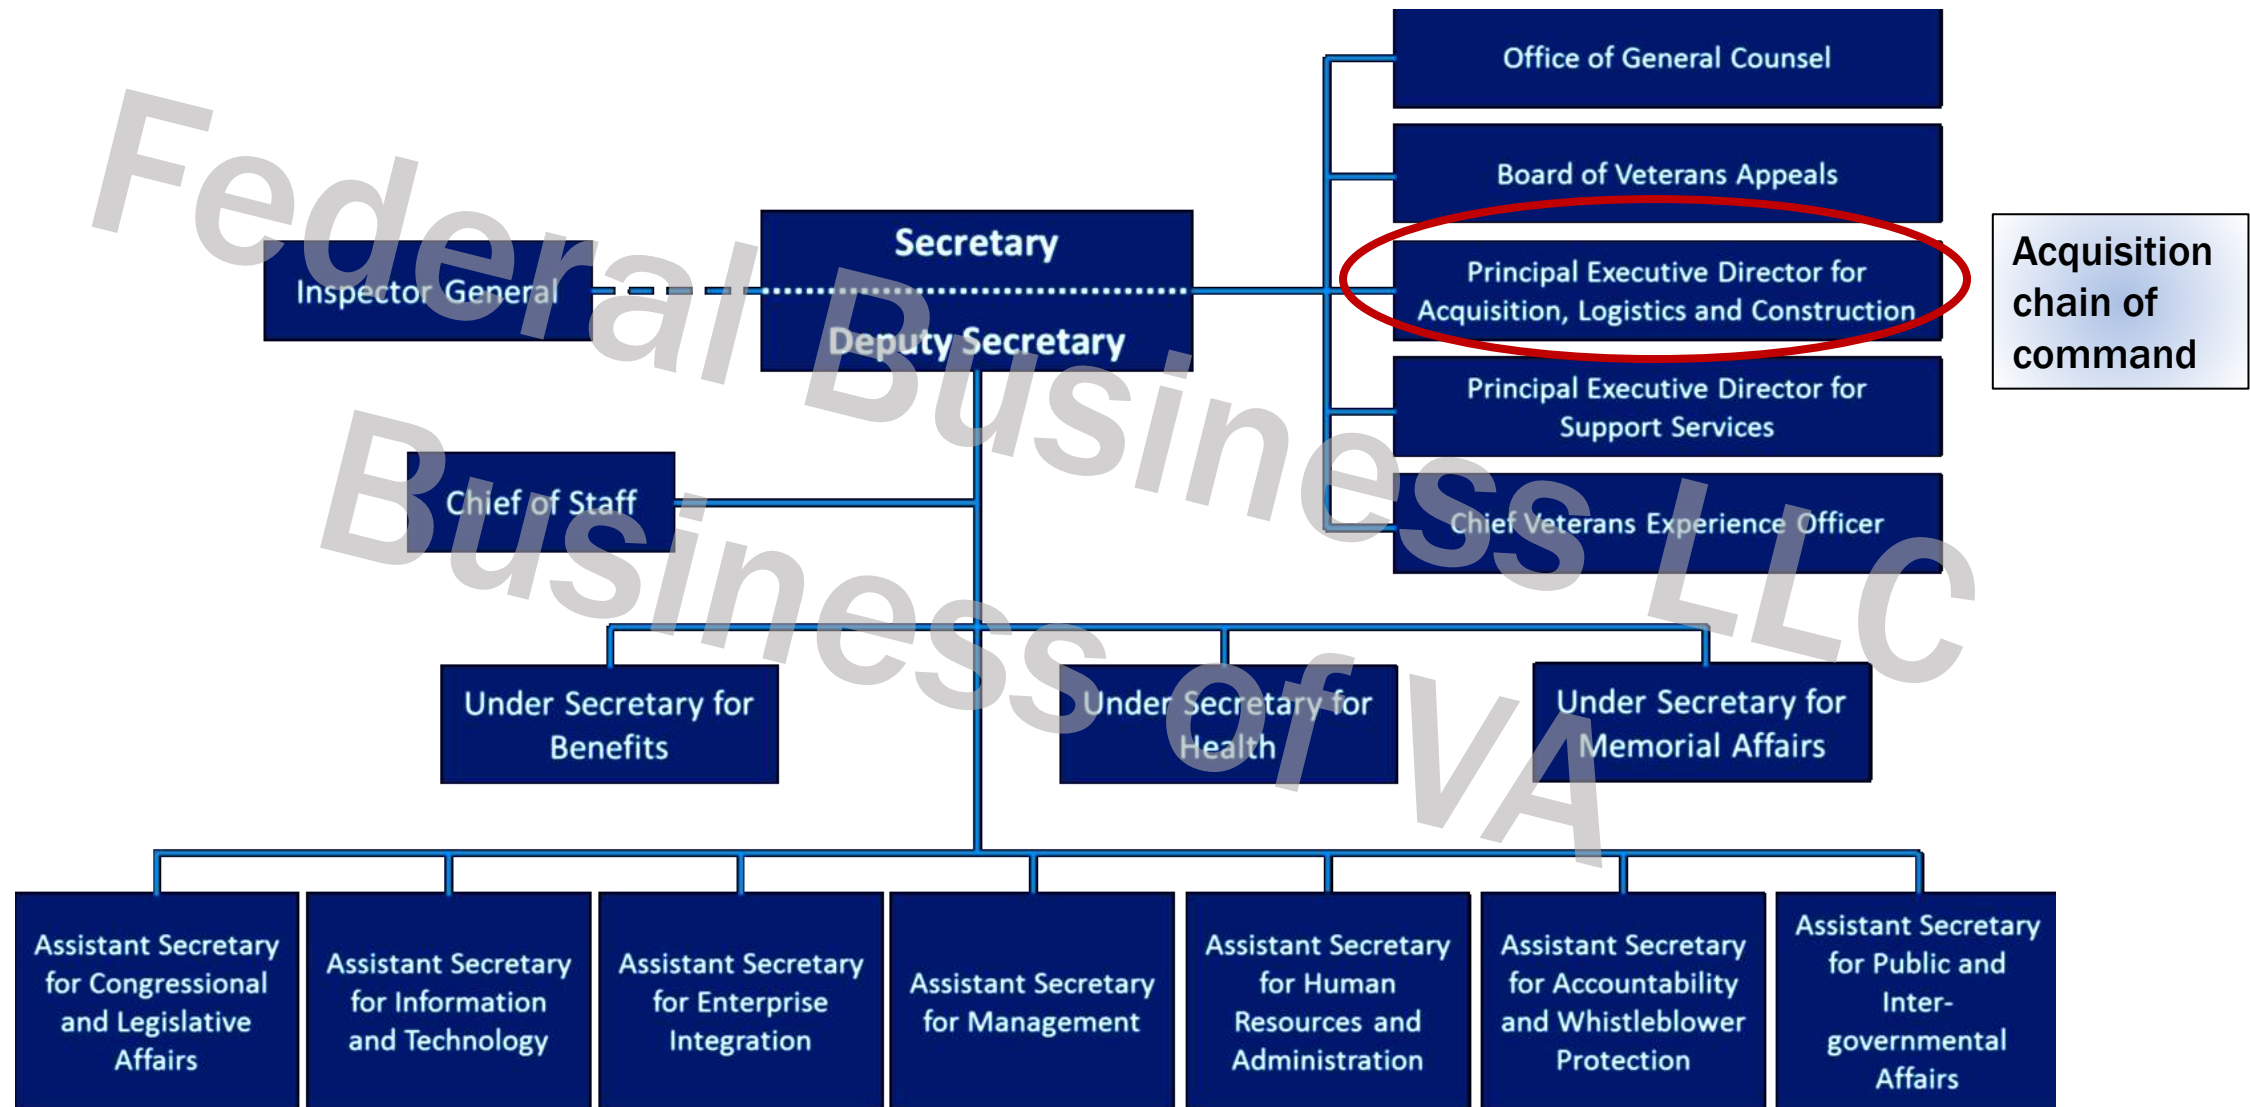 Office of General Counsel
Board of Veterans Appeals
Secretary
Deputy Secretary
Inspector General
Principal Executive Director for
Acquisition, Logistics and Construction
Acquisition
chain of
command
Principal Executive Director for
Support Services
Chief of Staff
Chief Veterans Experience Officer
Under Secretary for
Benefits
Under Secretary for
Health
Under Secretary for
Memorial Affairs
Assistant Secretary
for Congressional
and Legislative
Affairs
Assistant Secretary
for Information
and Technology
Assistant Secretary
for Enterprise
Integration
Assistant Secretary
for Management
Assistant Secretary
for Human
Resources and
Administration
Assistant Secretary
for Accountability
and Whistleblower
Protection
Assistant Secretary
for Public and
Inter-
governmental
Affairs
Federal Business LLC
Business of VA